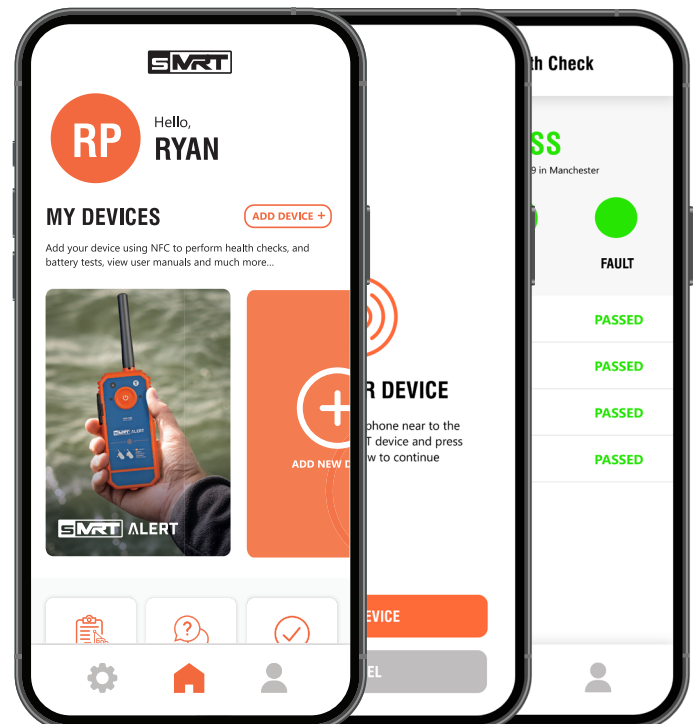 SMRT
RP
Hello,
RYAN
MY DEVICES
ADD DEVICE +
Add your device using NFC to perform health checks, and
battery tests, view user manuals and much more...
SMRT ALERT
SMRT ALERT
ADD NEW D
R DEVICE
phone near to the
T device and press
w to continue
EVICE
EL
th Check
SS
9 in Manchester
FAULT
PASSED
PASSED
PASSED
PASSED